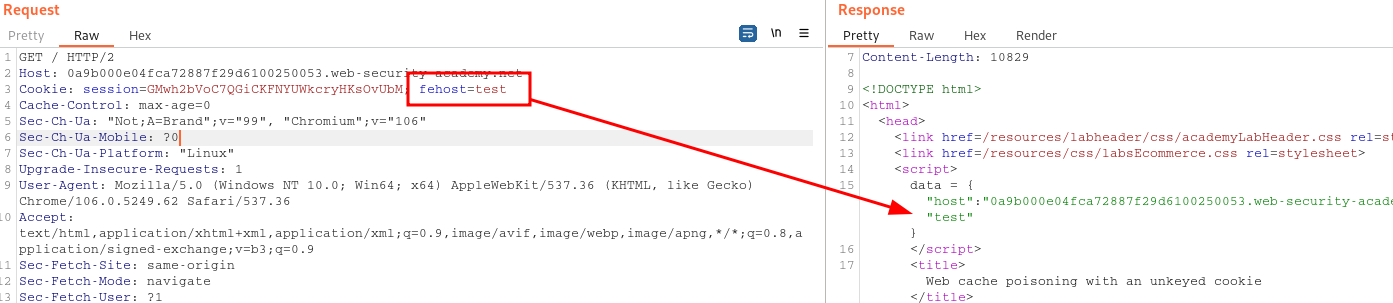 Request
Pretty Raw Hex \n
1 GET / HTTP/2
2 Host: 0a9b000e04fca72887f29d6100250053.web-security-academy.net
3 Cookie: session=GMwh2bVoC7QGiCKFNYUWkcryHKsOvUbM; fehost=test
4 Cache-Control: max-age=0
5 Sec-Ch-Ua: "Not;A=Brand";v="99", "Chromium";v="106"
6 Sec-Ch-Ua-Mobile: ?0
7 Sec-Ch-Ua-Platform: "Linux"
8 Upgrade-Insecure-Requests: 1
9 User-Agent: Mozilla/5.0 (Windows NT 10.0; Win64; x64) AppleWebKit/537.36 (KHTML, like Gecko)
Chrome/106.0.5249.62 Safari/537.36
10 Accept:
text/html,application/xhtml+xml,application/xml;q=0.9,image/avif,image/webp,image/apng,*/*;q=0.8,a
pplication/signed-exchange;v=b3;q=0.9
11 Sec-Fetch-Site: same-origin
12 Sec-Fetch-Mode: navigate
13 Sec-Fetch-User: ?1
Response
Pretty Raw Hex Render
7 Content-Length: 10829
8
9 <!DOCTYPE html>
10 <html>
11 <head>
12 <link href=/resources/labheader/css/academyLabHeader.css rel=st
13 <link href=/resources/css/labsEcommerce.css rel=stylesheet>
14 <script>
15 data = {
"host":"0a9b000e04fca72887f29d6100250053.web-security-acade
"test"
}
16 </script>
17 <title>
Web cache poisoning with an unkeyed cookie
</title>